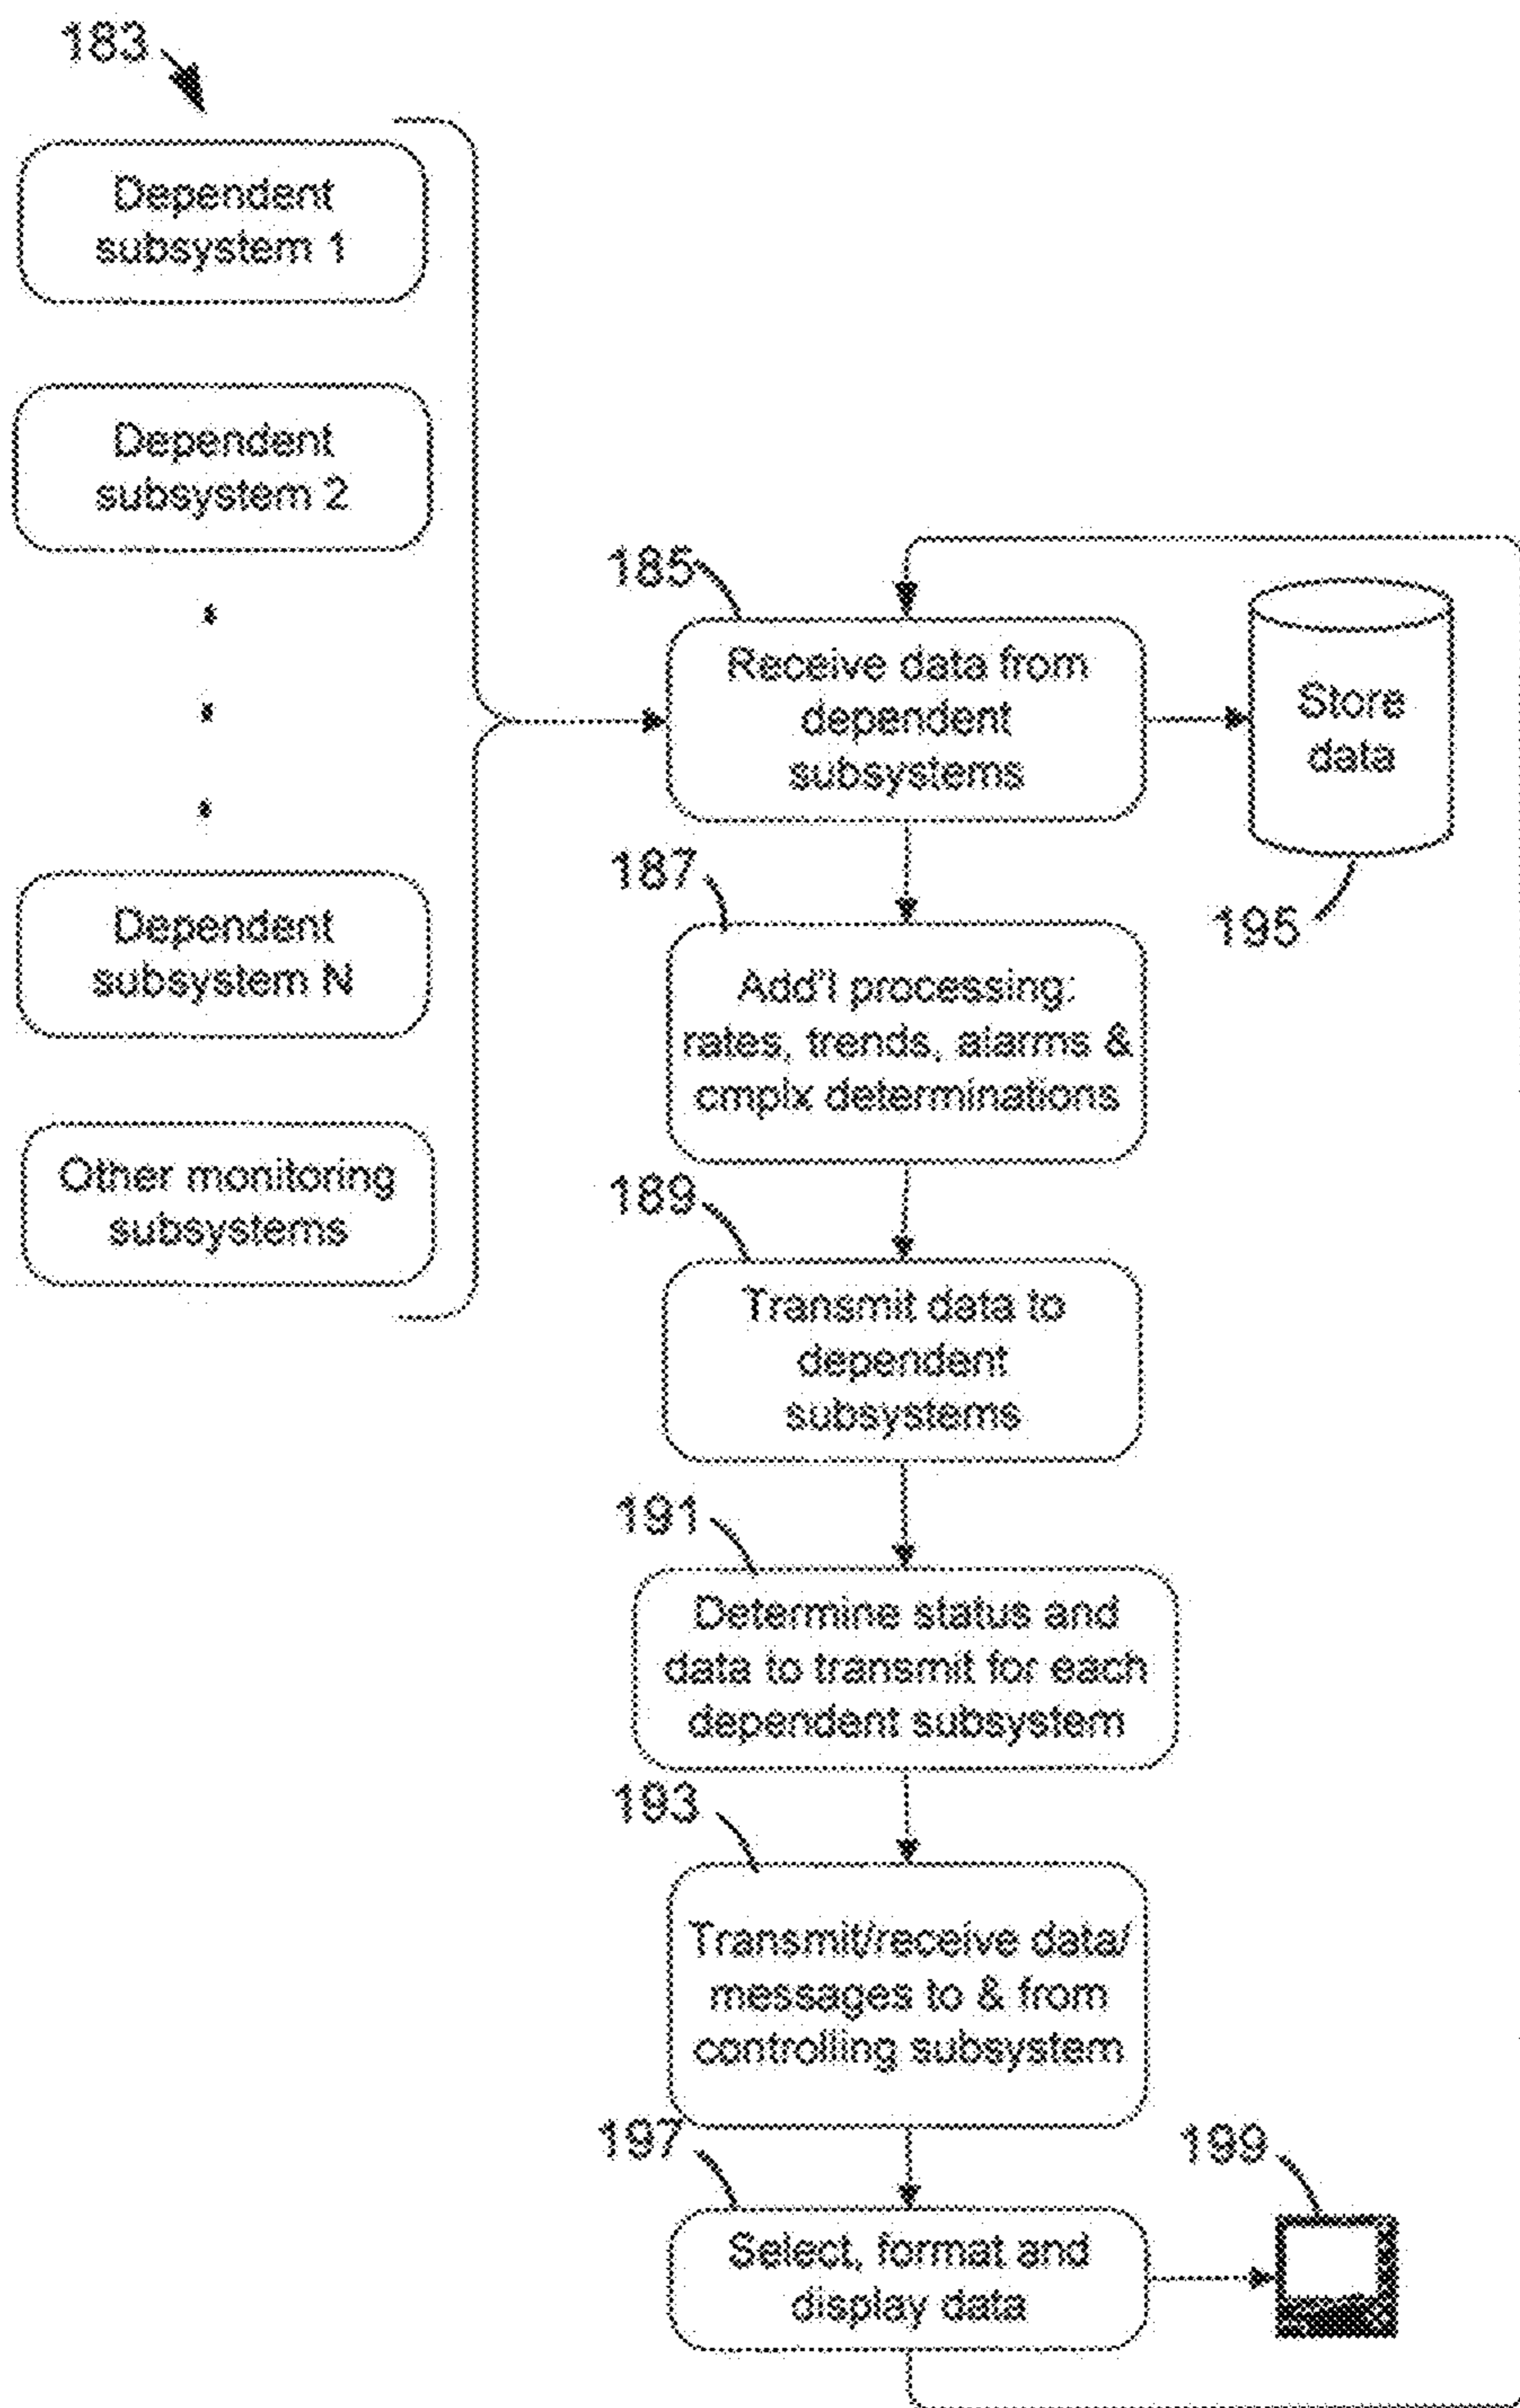 183
Dependent
subsystem 1
Dependent
subsystem 2
Dependent
subsystem N
Other monitoring
subsystems
185
Receive data from
dependent
subsystems
Store
data
195
187
Add'l processing:
rates, trends, alarms &
cmplx determinations
189
Transmit data to
dependent
subsystems
191
Determine status and
data to transmit for each
dependent subsystem
193
Transmit/receive data/
messages to & from
controlling subsystem
197
Select, format and
display data
199